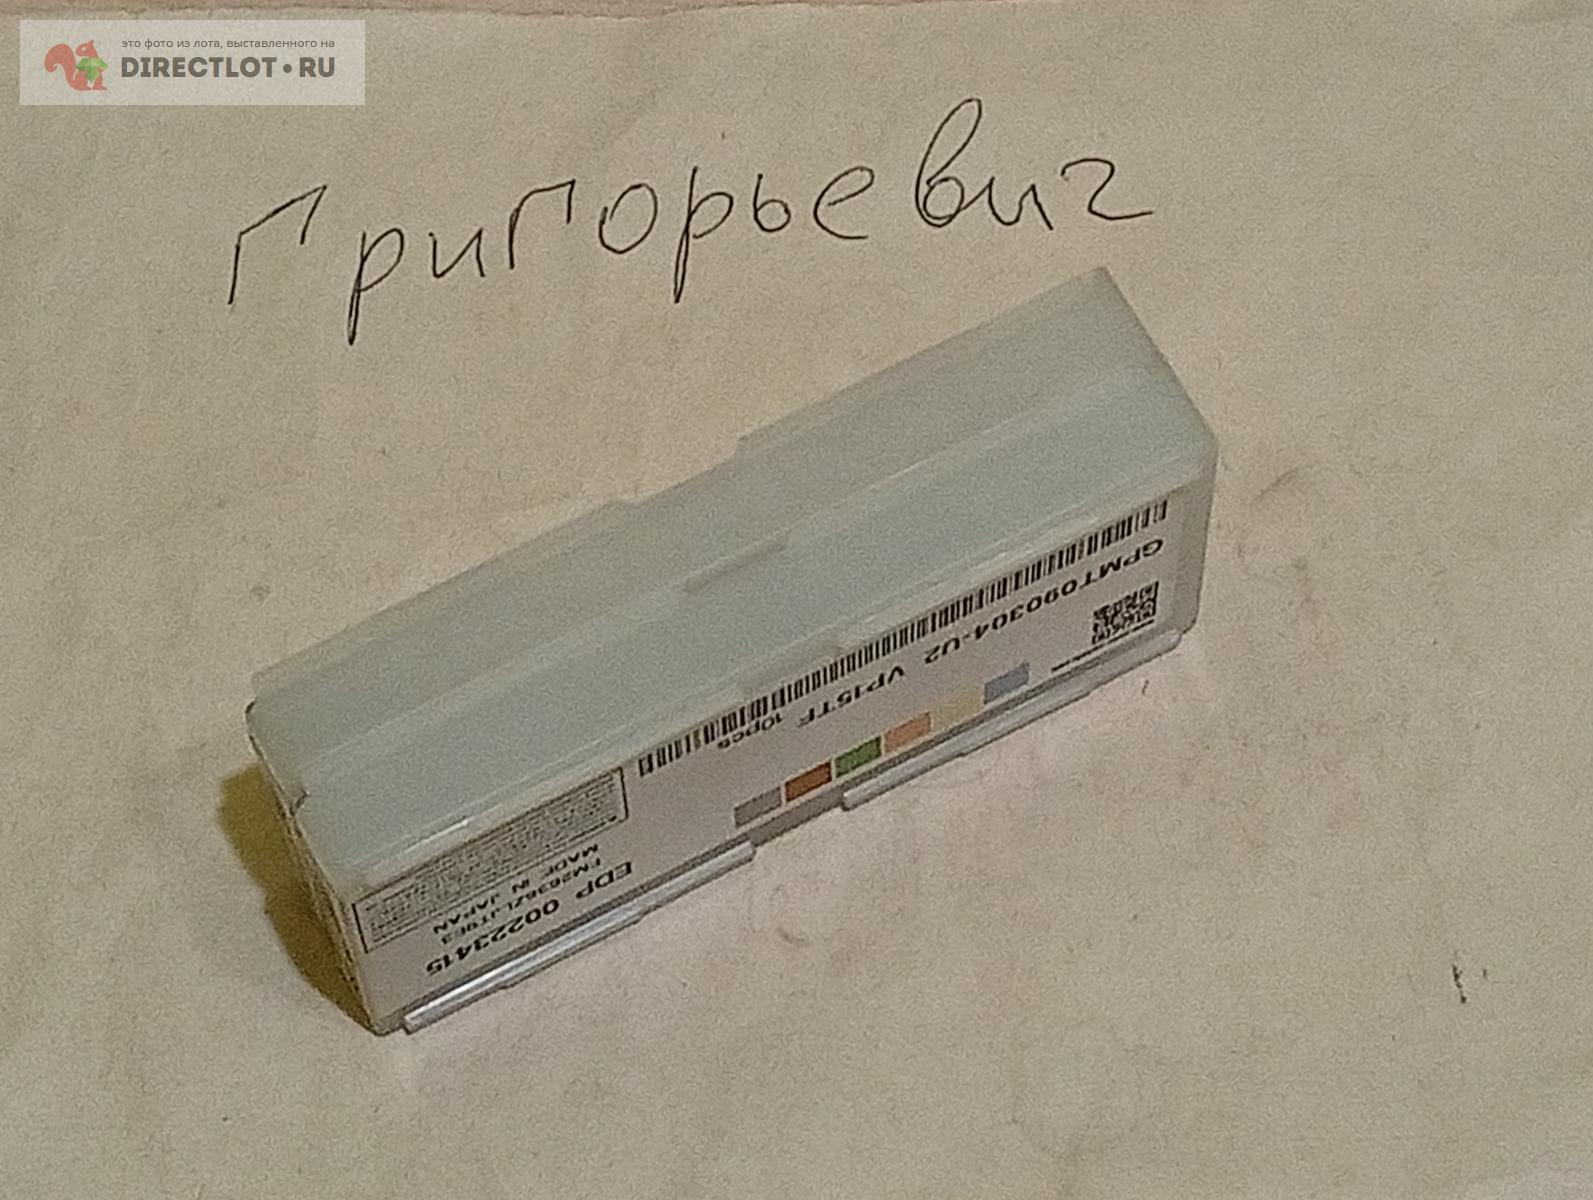 это фото из лота, выставленного на
DIRECTLOT.RU
Григорьевич
GPMT090304-U2 VP15TF 10pcs
EDP 00223415
MADE IN JAPAN